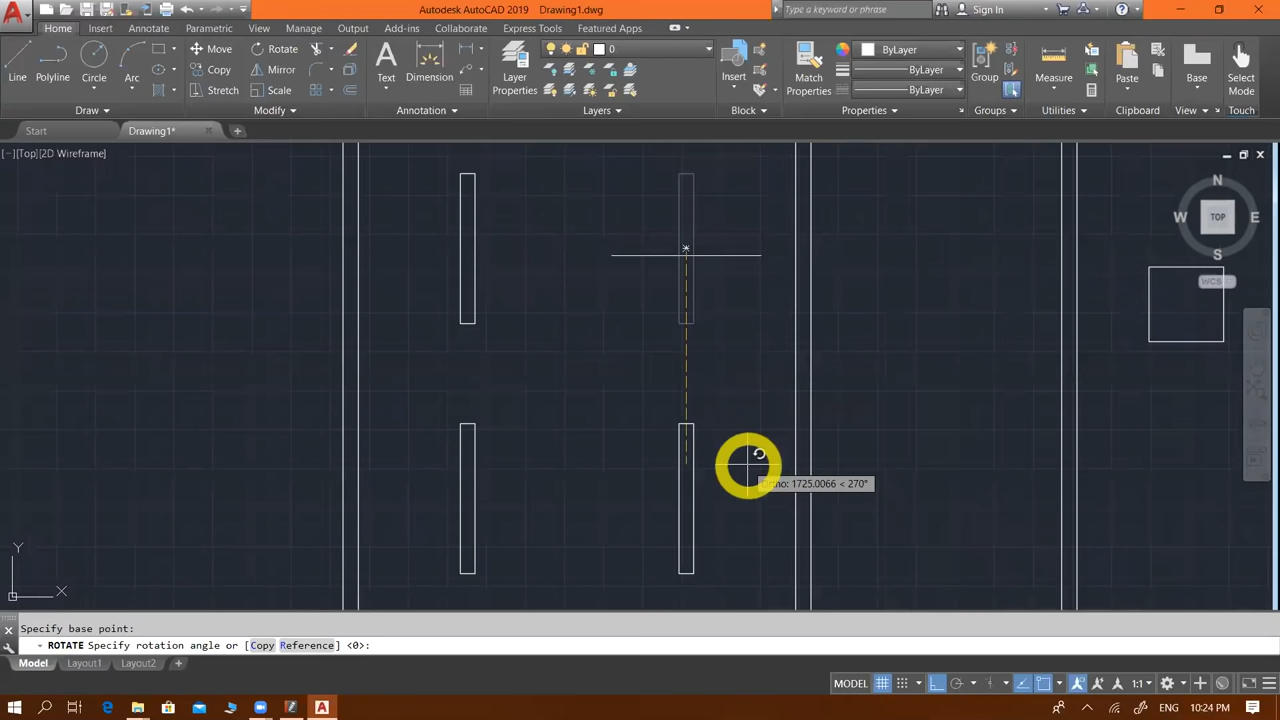 Autodesk AutoCAD 2019 Drawing1.dwg
Type a keyword or phrase
Sign In
Home Insert Annotate Parametric View Manage Output Add-ins Collaborate Express Tools Featured Apps
Line Polyline Circle Arc
Move Rotate
Copy Mirror
Stretch Scale
Text Dimension
Layer Properties
0
Insert
Match Properties
ByLayer
ByLayer
ByLayer
Group
Measure
Paste
Base
Select Mode
Draw Modify Annotation Layers Block Properties Groups Utilities Clipboard View Touch
Start Drawing1*
[−][Top][2D Wireframe]
N
W TOP E
S
WCS
Ortho: 1725.0066 < 270°
Y
X
Specify base point:
ROTATE Specify rotation angle or [Copy Reference] <0>:
Model Layout1 Layout2
MODEL 1:1
ENG 10:24 PM